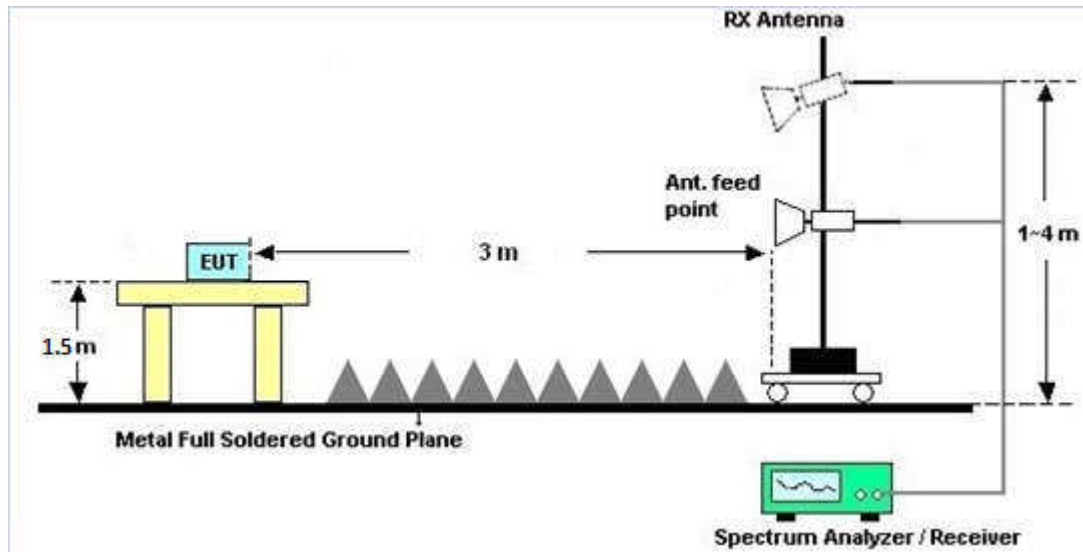 RX Antenna
Ant. feed
point
EUT
3 m
1~4 m
1.5 m
Metal Full Soldered Ground Plane
Spectrum Analyzer / Receiver